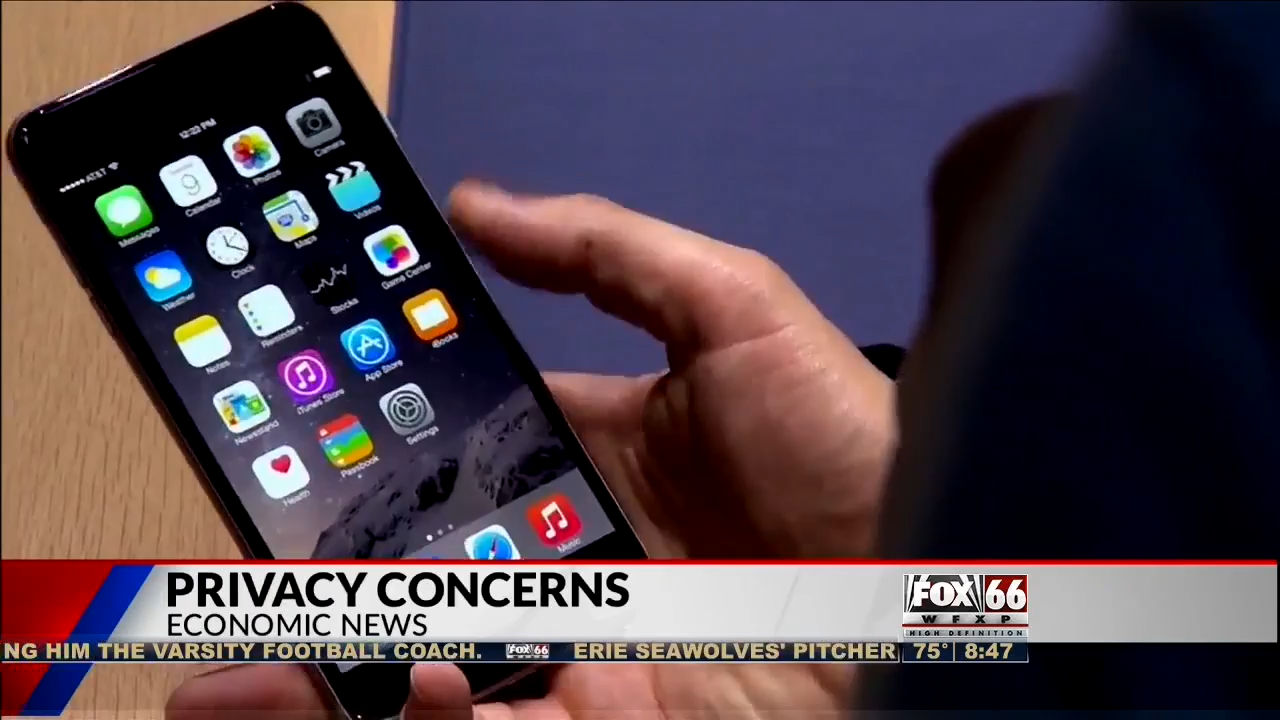 12:23 PM
AT&T
Camera
Photos
9
Calendar
Messages
Videos
Maps
Clock
Weather
Game Center
Stocks
Reminders
Notes
iBooks
App Store
iTunes Store
Newsstand
Settings
Passbook
Health
Music
PRIVACY CONCERNS
ECONOMIC NEWS
FOX 66
WFXP
HIGH DEFINITION
NG HIM THE VARSITY FOOTBALL COACH. FOX 66 ERIE SEAWOLVES' PITCHER 75° 8:47